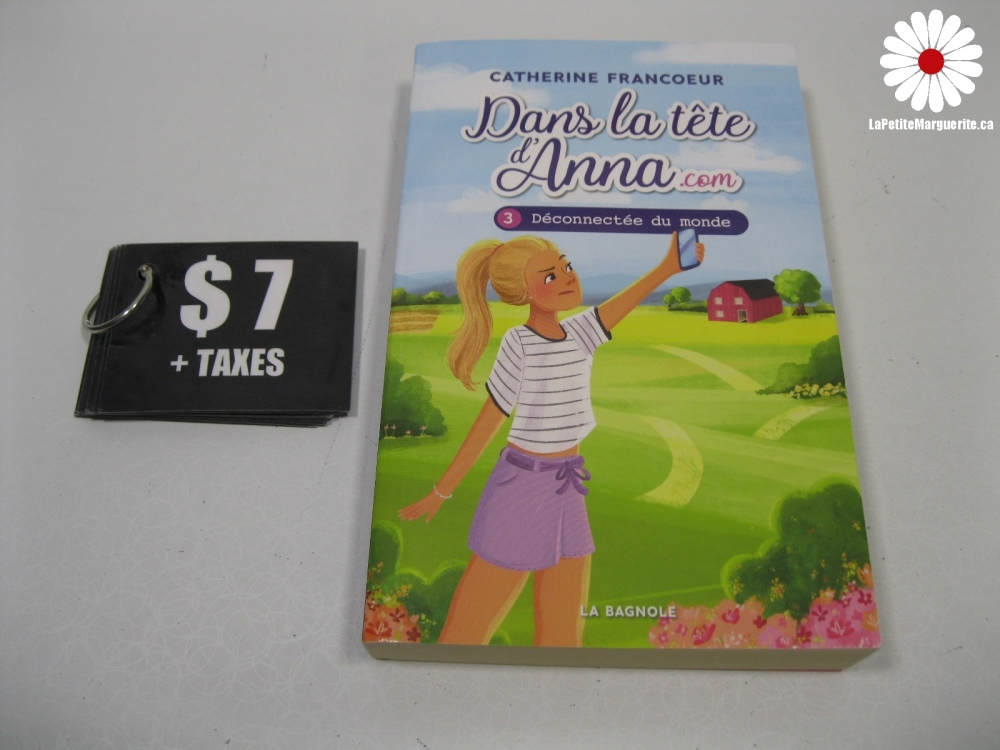 LaPetiteMarguerite.ca
$ 7
+ TAXES
CATHERINE FRANCOEUR
Dans la tête
d'Anna.com
3 Déconnectée du monde
LA BAGNOLE